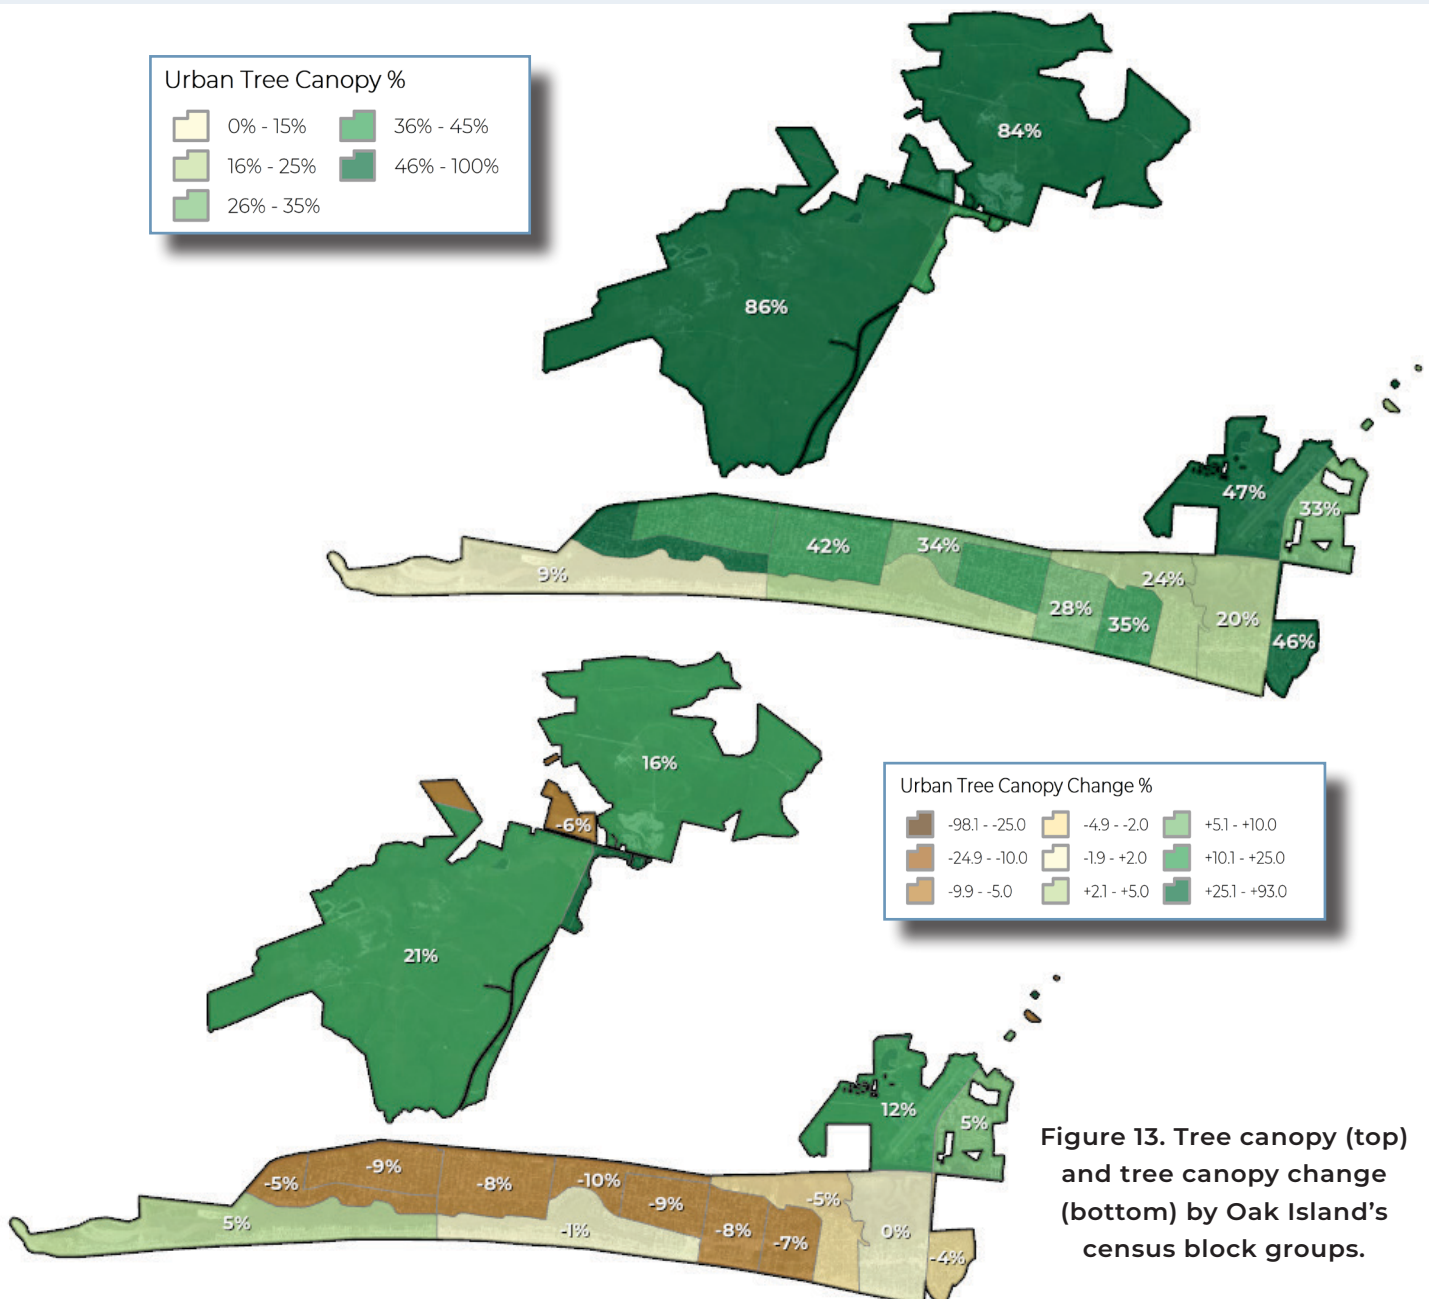 Urban Tree Canopy %
0% - 15%
36% - 45%
16% - 25%
46% - 100%
26% - 35%
84%
86%
47%
33%
42%
34%
9%
24%
28%
20%
35%
46%
16%
-6%
21%
Urban Tree Canopy Change %
-98.1 - -25.0
-4.9 - -2.0
+5.1 - +10.0
-24.9 - -10.0
-1.9 - +2.0
+10.1 - +25.0
-9.9 - -5.0
+2.1 - +5.0
+25.1 - +93.0
12%
5%
-9%
-5%
-8%
-10%
-9%
-5%
5%
-1%
-8%
-7%
0%
-4%
Figure 13. Tree canopy (top)
and tree canopy change
(bottom) by Oak Island's
census block groups.